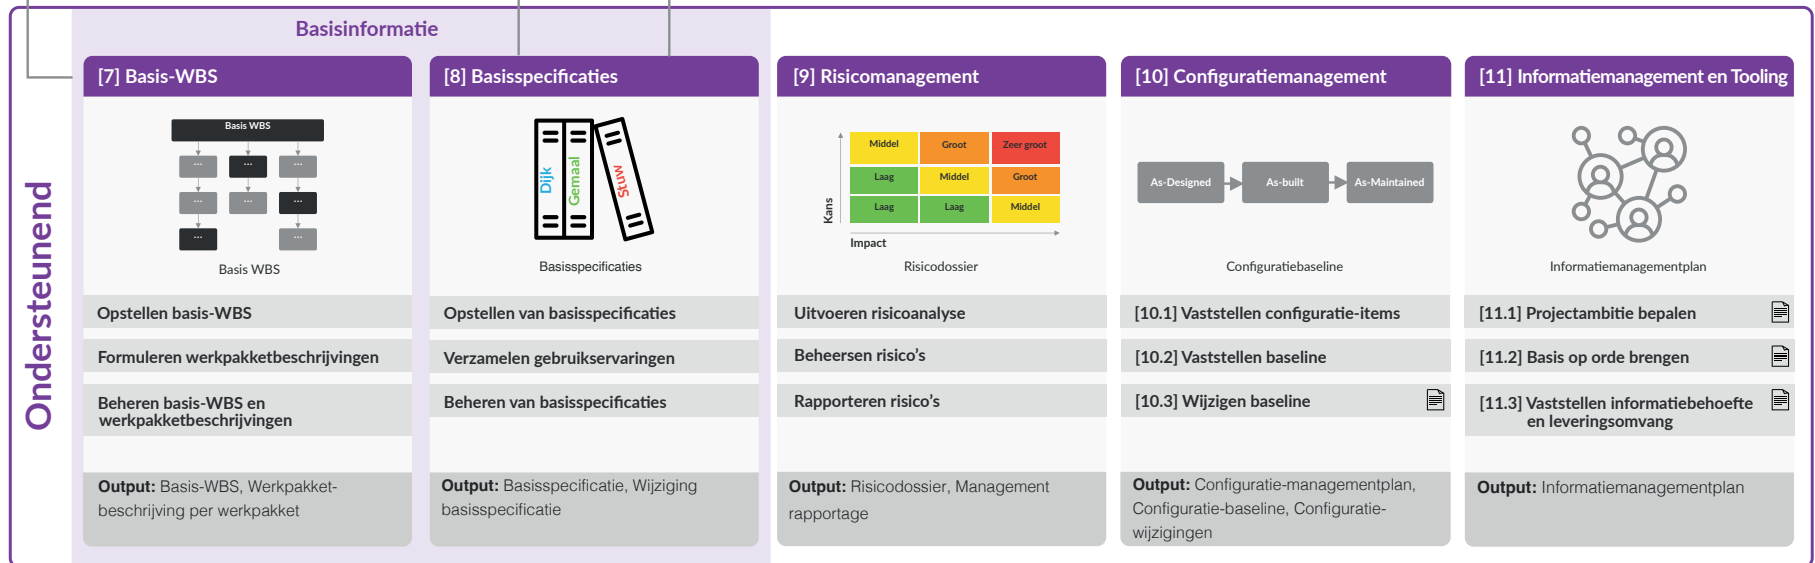 Ondersteunend
Basisinformatie
[7] Basis-WBS
Basis WBS
...
...
...
...
...
...
...
...
Basis WBS
Opstellen basis-WBS
Formuleren werkpakketbeschrijvingen
Beheren basis-WBS en
werkpakketbeschrijvingen
Output: Basis-WBS, Werkpakket-
beschrijving per werkpakket
[8] Basisspecificaties
Dijk
Gemaal
Stuw
Basisspecificaties
Opstellen van basisspecificaties
Verzamelen gebruikservaringen
Beheren van basisspecificaties
Output: Basisspecificatie, Wijziging
basisspecificatie
[9] Risicomanagement
Kans
Middel Groot Zeer groot
Laag Middel Groot
Laag Laag Middel
Impact
Risicodossier
Uitvoeren risicoanalyse
Beheersen risico's
Rapporteren risico's
Output: Risicodossier, Management
rapportage
[10] Configuratiemanagement
As-Designed As-built As-Maintained
Configuratiebaseline
[10.1] Vaststellen configuratie-items
[10.2] Vaststellen baseline
[10.3] Wijzigen baseline
Output: Configuratie-managementplan,
Configuratie-baseline, Configuratie-
wijzigingen
[11] Informatiemanagement en Tooling
Informatiemanagementplan
[11.1] Projectambitie bepalen
[11.2] Basis op orde brengen
[11.3] Vaststellen informatiebehoefte
en leveringsomvang
Output: Informatiemanagementplan